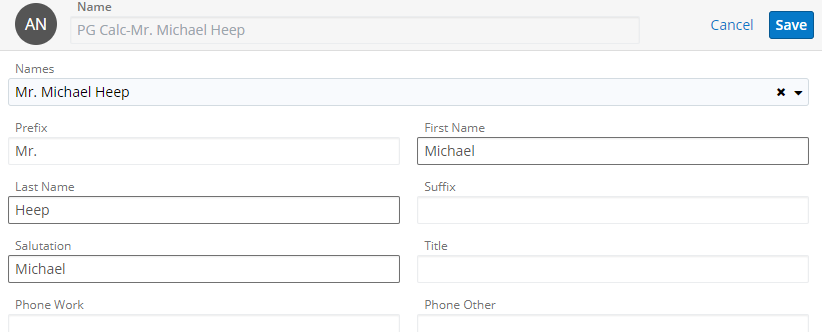 AN
Name
PG Calc-Mr. Michael Heep
Cancel
Save
Names
Mr. Michael Heep
Prefix
First Name
Mr.
Michael
Last Name
Suffix
Heep
Salutation
Title
Michael
Phone Work
Phone Other